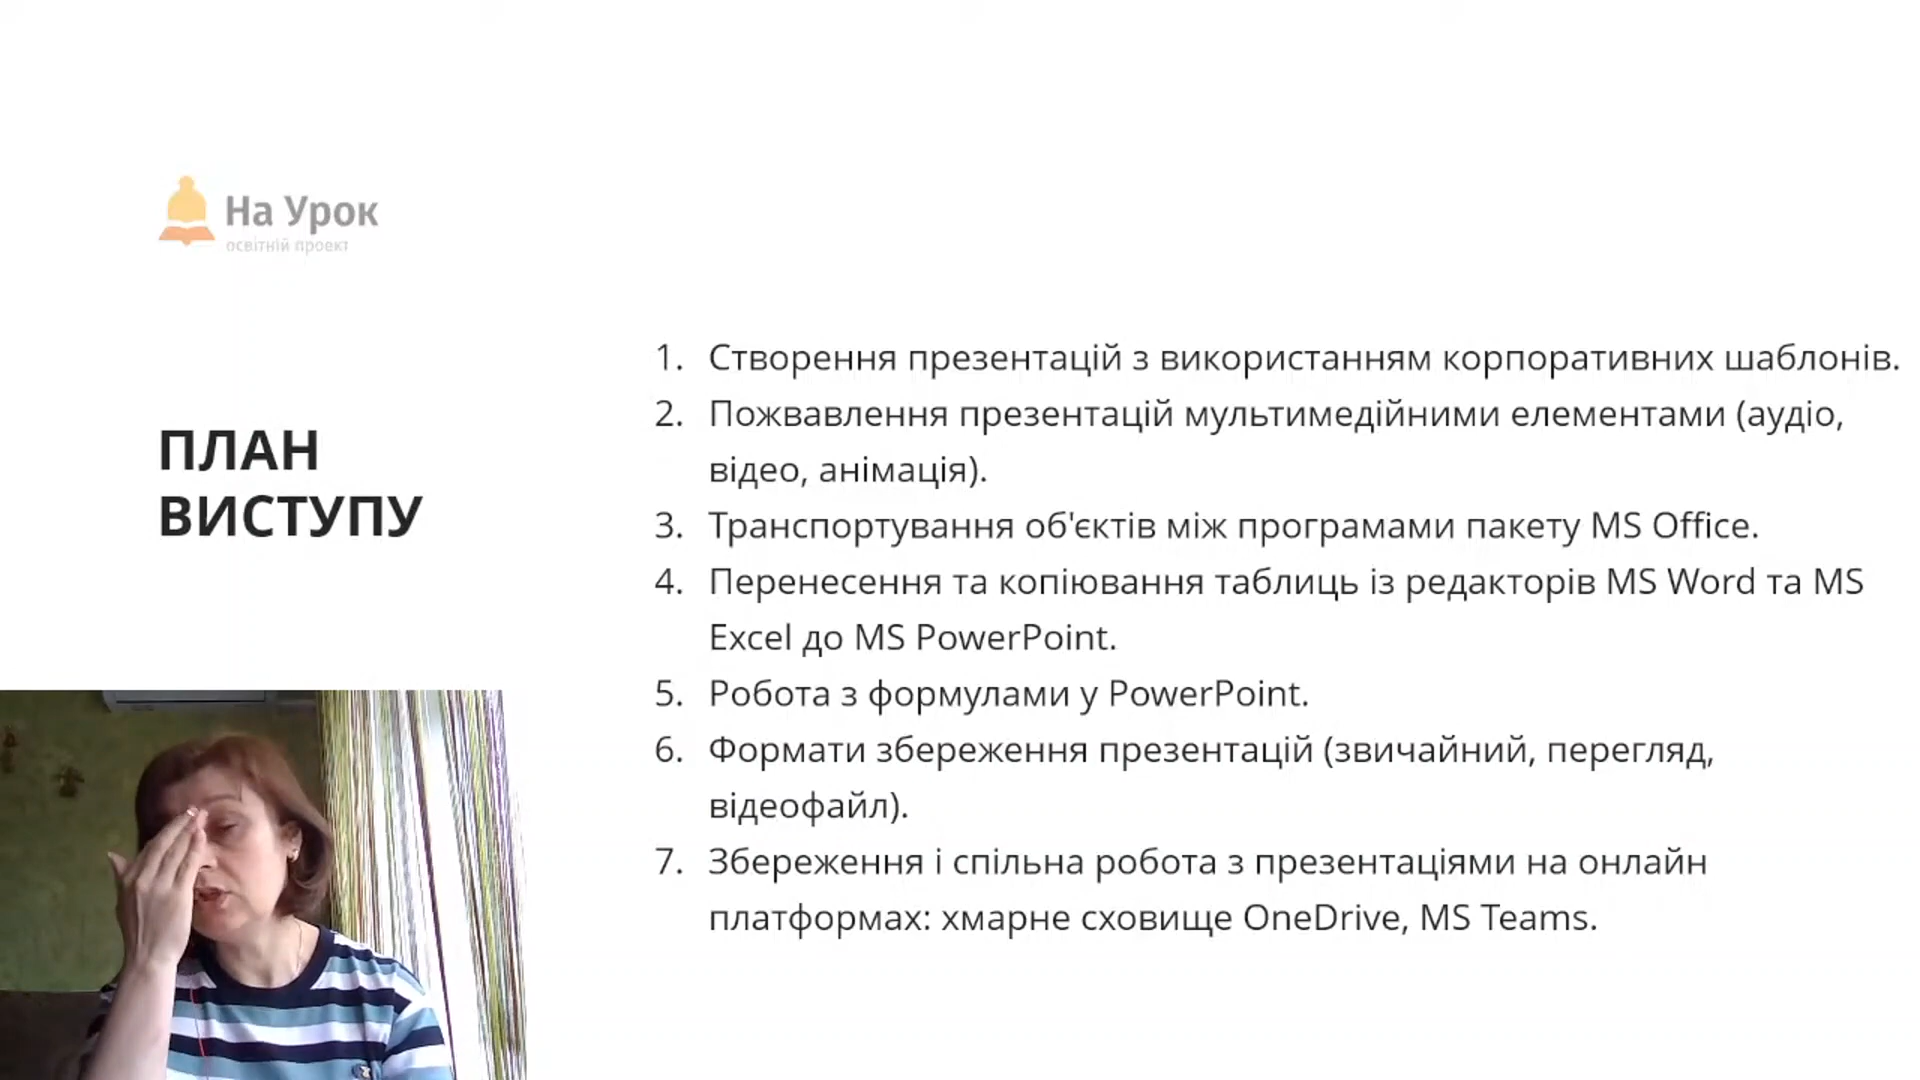 На Урок
освітній проект
ПЛАН
ВИСТУПУ
1. Створення презентацій з використанням корпоративних шаблонів.
2. Пожвавлення презентацій мультимедійними елементами (аудіо,
відео, анімація).
3. Транспортування об'єктів між програмами пакету MS Office.
4. Перенесення та копіювання таблиць із редакторів MS Word та MS
Excel до MS PowerPoint.
5. Робота з формулами у PowerPoint.
6. Формати збереження презентацій (звичайний, перегляд,
відеофайл).
7. Збереження і спільна робота з презентаціями на онлайн
платформах: хмарне сховище OneDrive, MS Teams.